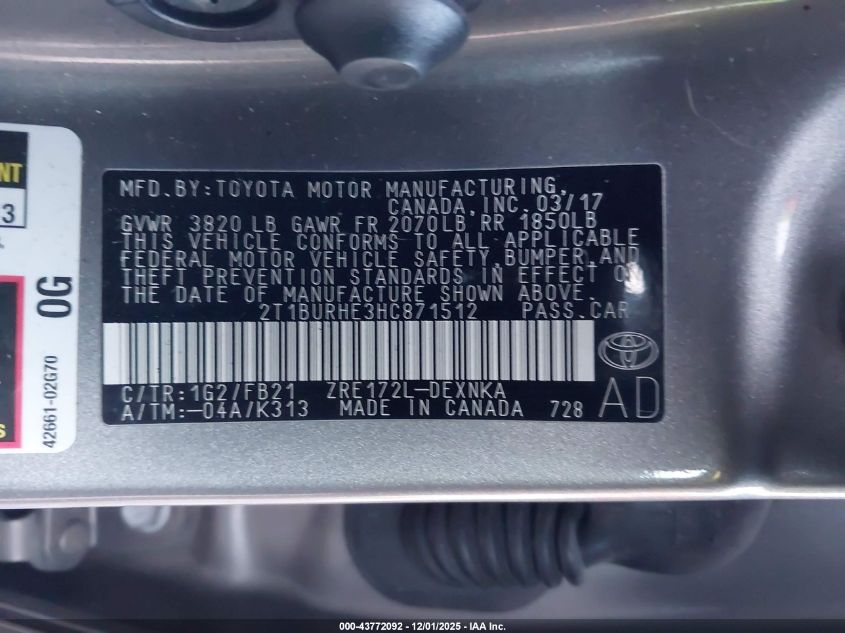 MFD.BY:TOYOTA MOTOR MANUFACTURING,
CANADA,INC. 03/17
GVWR 3820 LB GAWR FR 2070LB RR 1850LB
THIS VEHICLE CONFORMS TO ALL APPLICABLE
FEDERAL MOTOR VEHICLE SAFETY,BUMPER,AND
THEFT PREVENTION STANDARDS IN EFFECT ON
THE DATE OF MANUFACTURE SHOWN ABOVE.
2T1BURHE3HC871512 PASS.CAR
C/TR:1G2/FB21 ZRE172L-DEXNKA
A/TM:-04A/K313 MADE IN CANADA 728
AD
NT
3
0G
42661-02G70
S
000-43772092 - 12/01/2025 - IAA Inc.